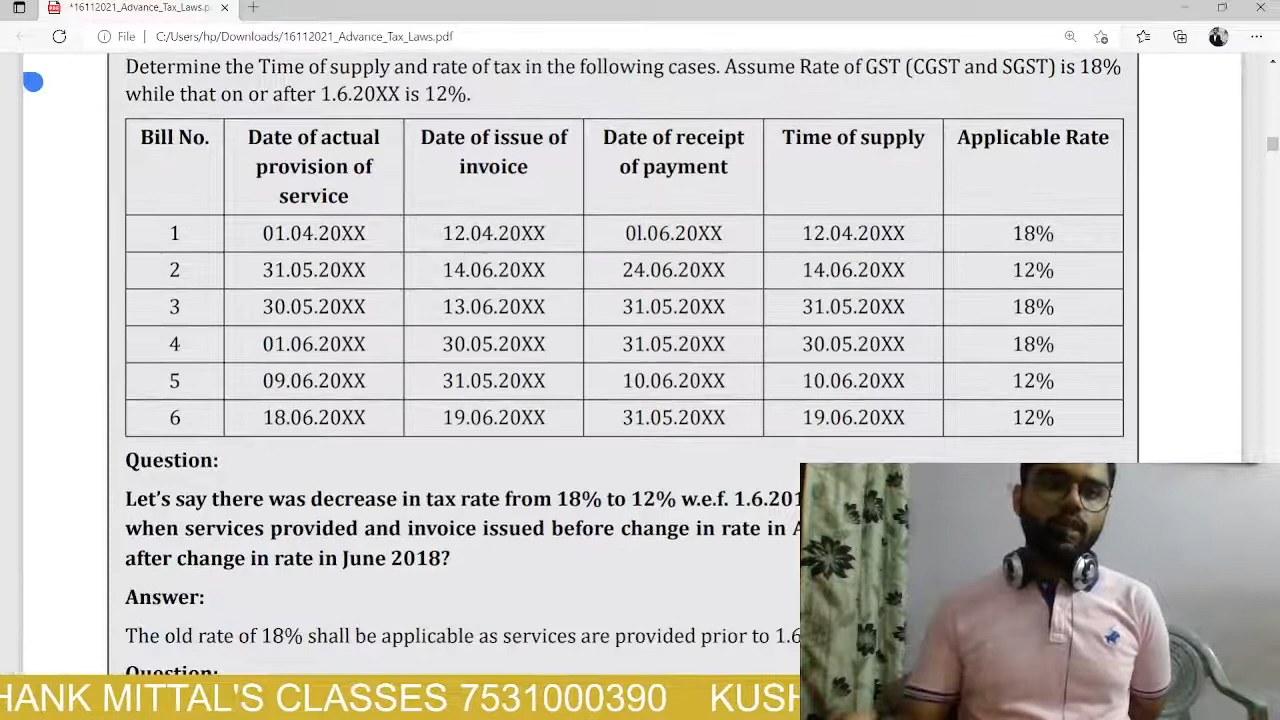 *16112021_Advance_Tax_Laws.pdf
File C:/Users/hp/Downloads/16112021_Advance_Tax_Laws.pdf
Determine the Time of supply and rate of tax in the following cases. Assume Rate of GST (CGST and SGST) is 18%
while that on or after 1.6.20XX is 12%.
Bill No. Date of actual provision of service Date of issue of invoice Date of receipt of payment Time of supply Applicable Rate
1 01.04.20XX 12.04.20XX 0l.06.20XX 12.04.20XX 18%
2 31.05.20XX 14.06.20XX 24.06.20XX 14.06.20XX 12%
3 30.05.20XX 13.06.20XX 31.05.20XX 31.05.20XX 18%
4 01.06.20XX 30.05.20XX 31.05.20XX 30.05.20XX 18%
5 09.06.20XX 31.05.20XX 10.06.20XX 10.06.20XX 12%
6 18.06.20XX 19.06.20XX 31.05.20XX 19.06.20XX 12%
Question:
Let's say there was decrease in tax rate from 18% to 12% w.e.f. 1.6.201
when services provided and invoice issued before change in rate in A
after change in rate in June 2018?
Answer:
The old rate of 18% shall be applicable as services are provided prior to 1.6
Question:
HANK MITTAL'S CLASSES 7531000390 KUSH